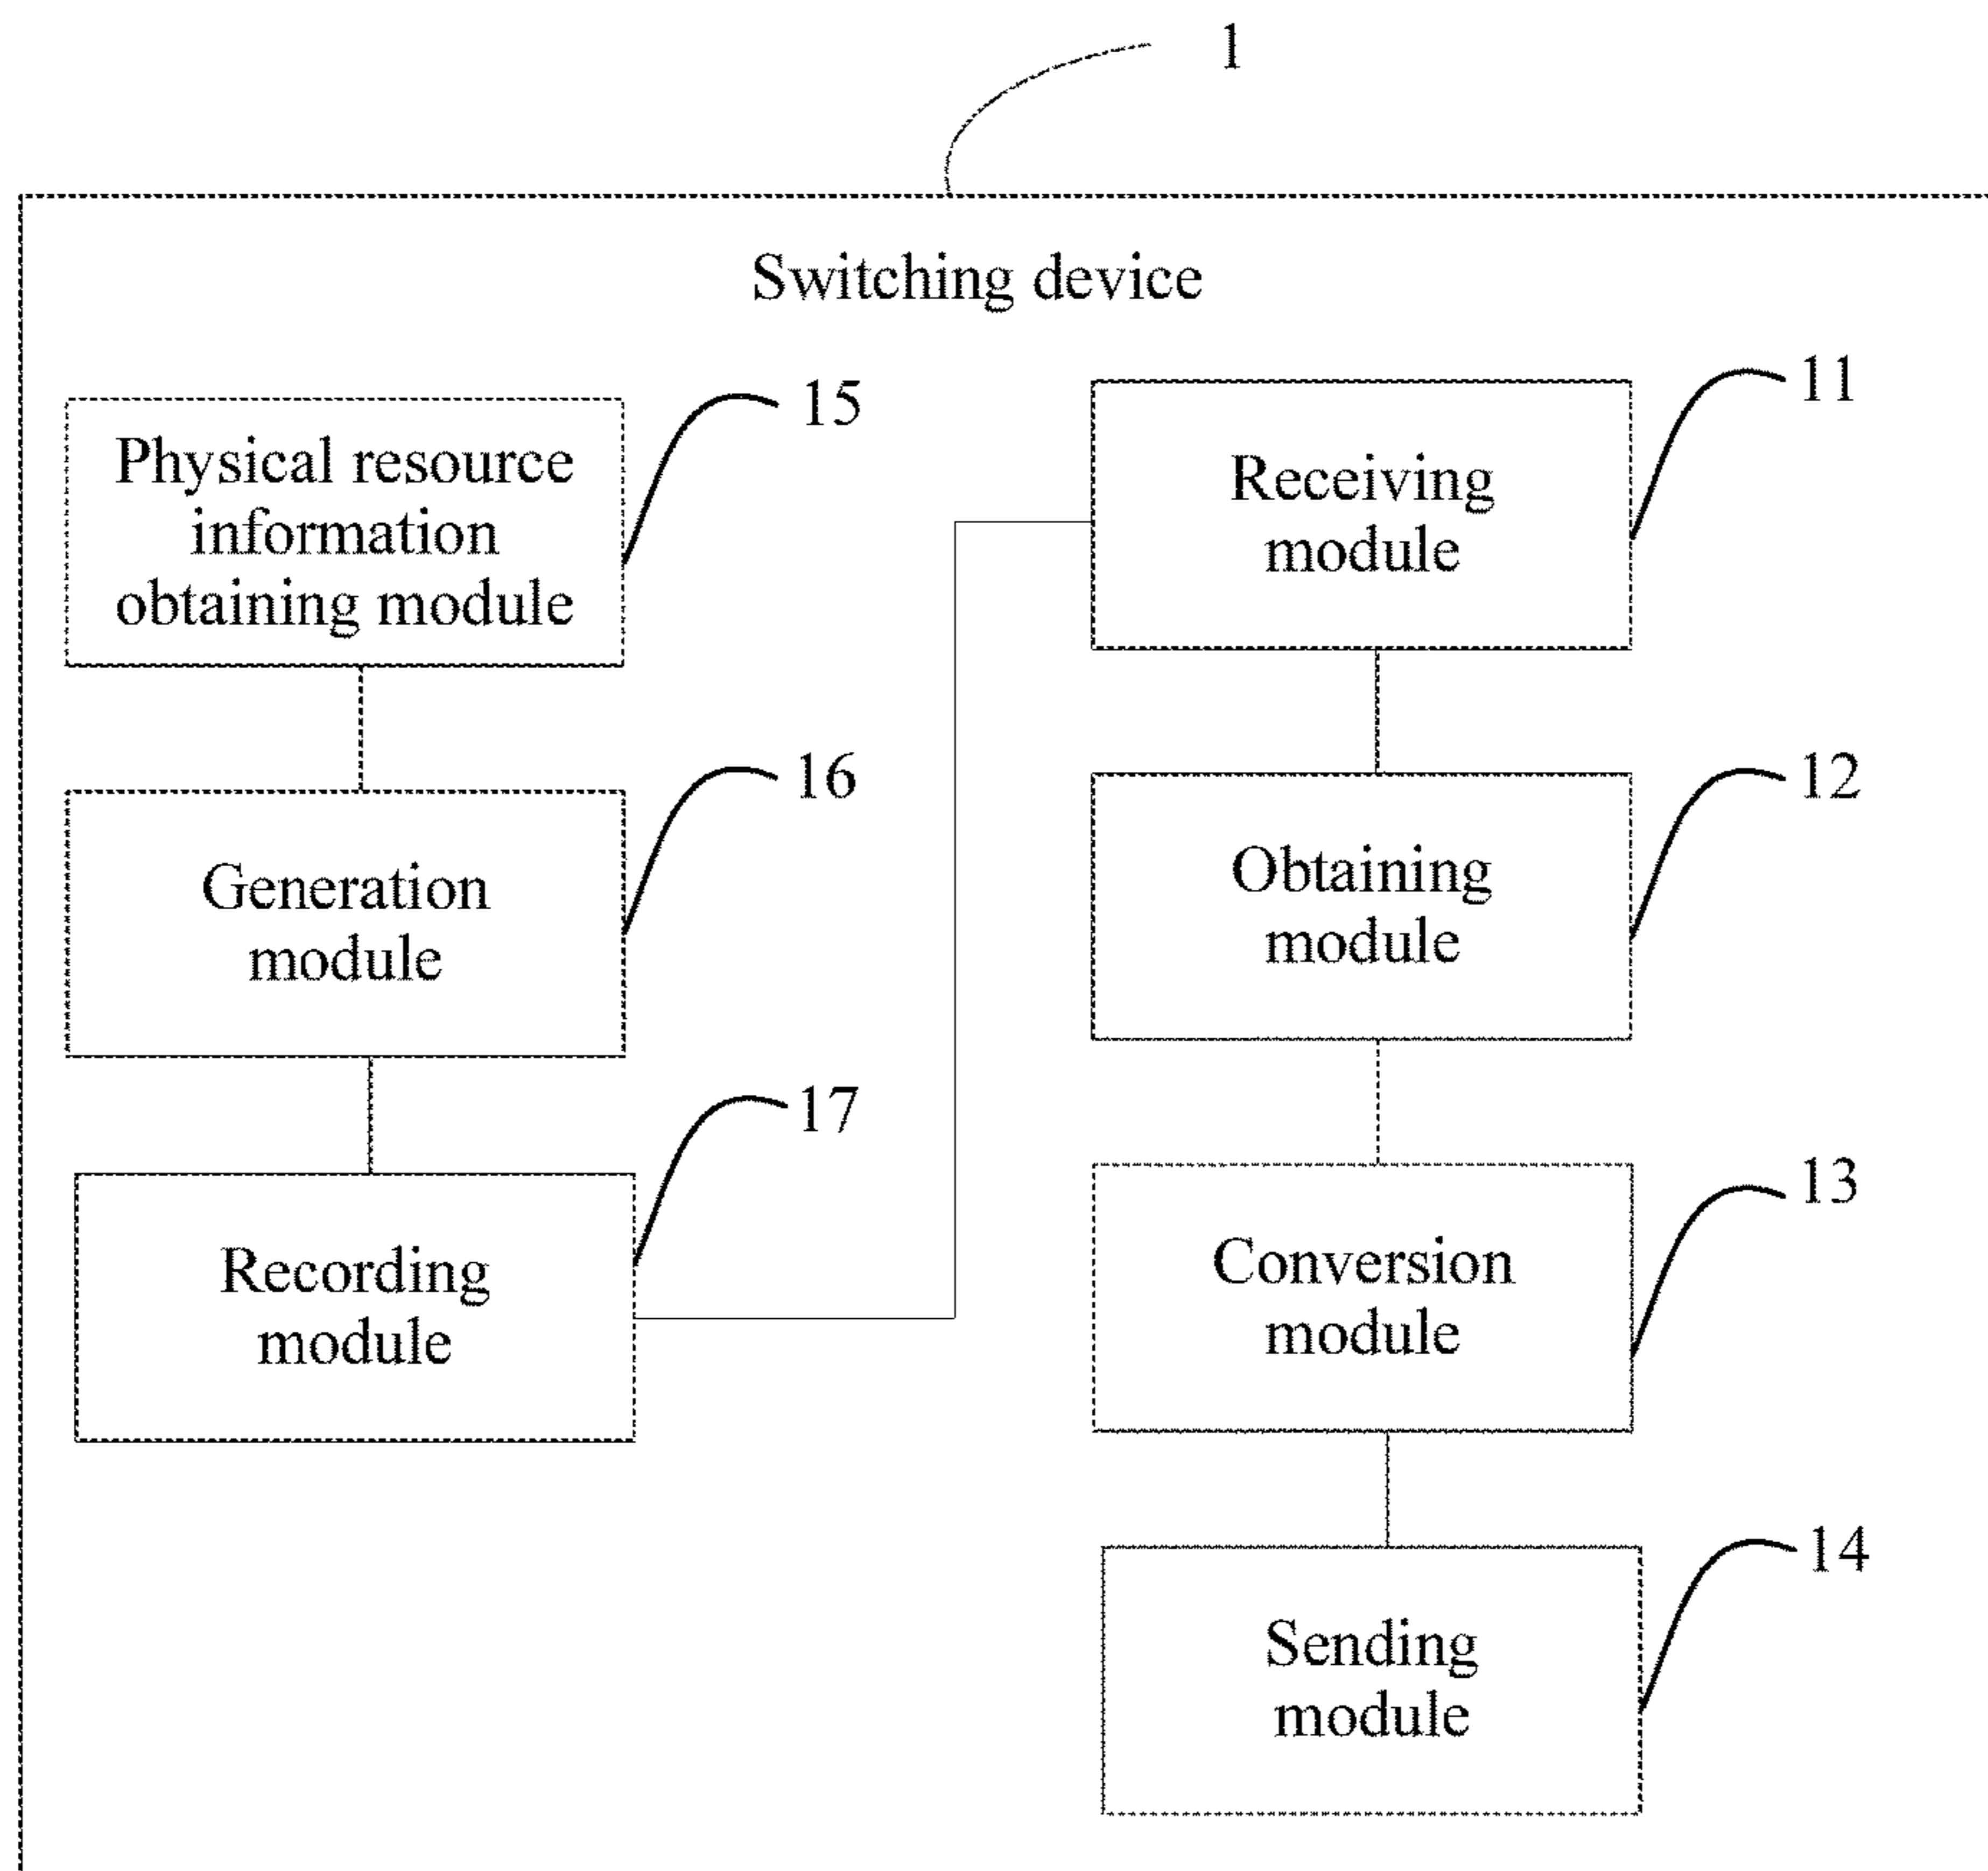 1
Switching device
15
Physical resource
information
obtaining module
16
Generation
module
17
Recording
module
11
Receiving
module
12
Obtaining
module
13
Conversion
module
14
Sending
module